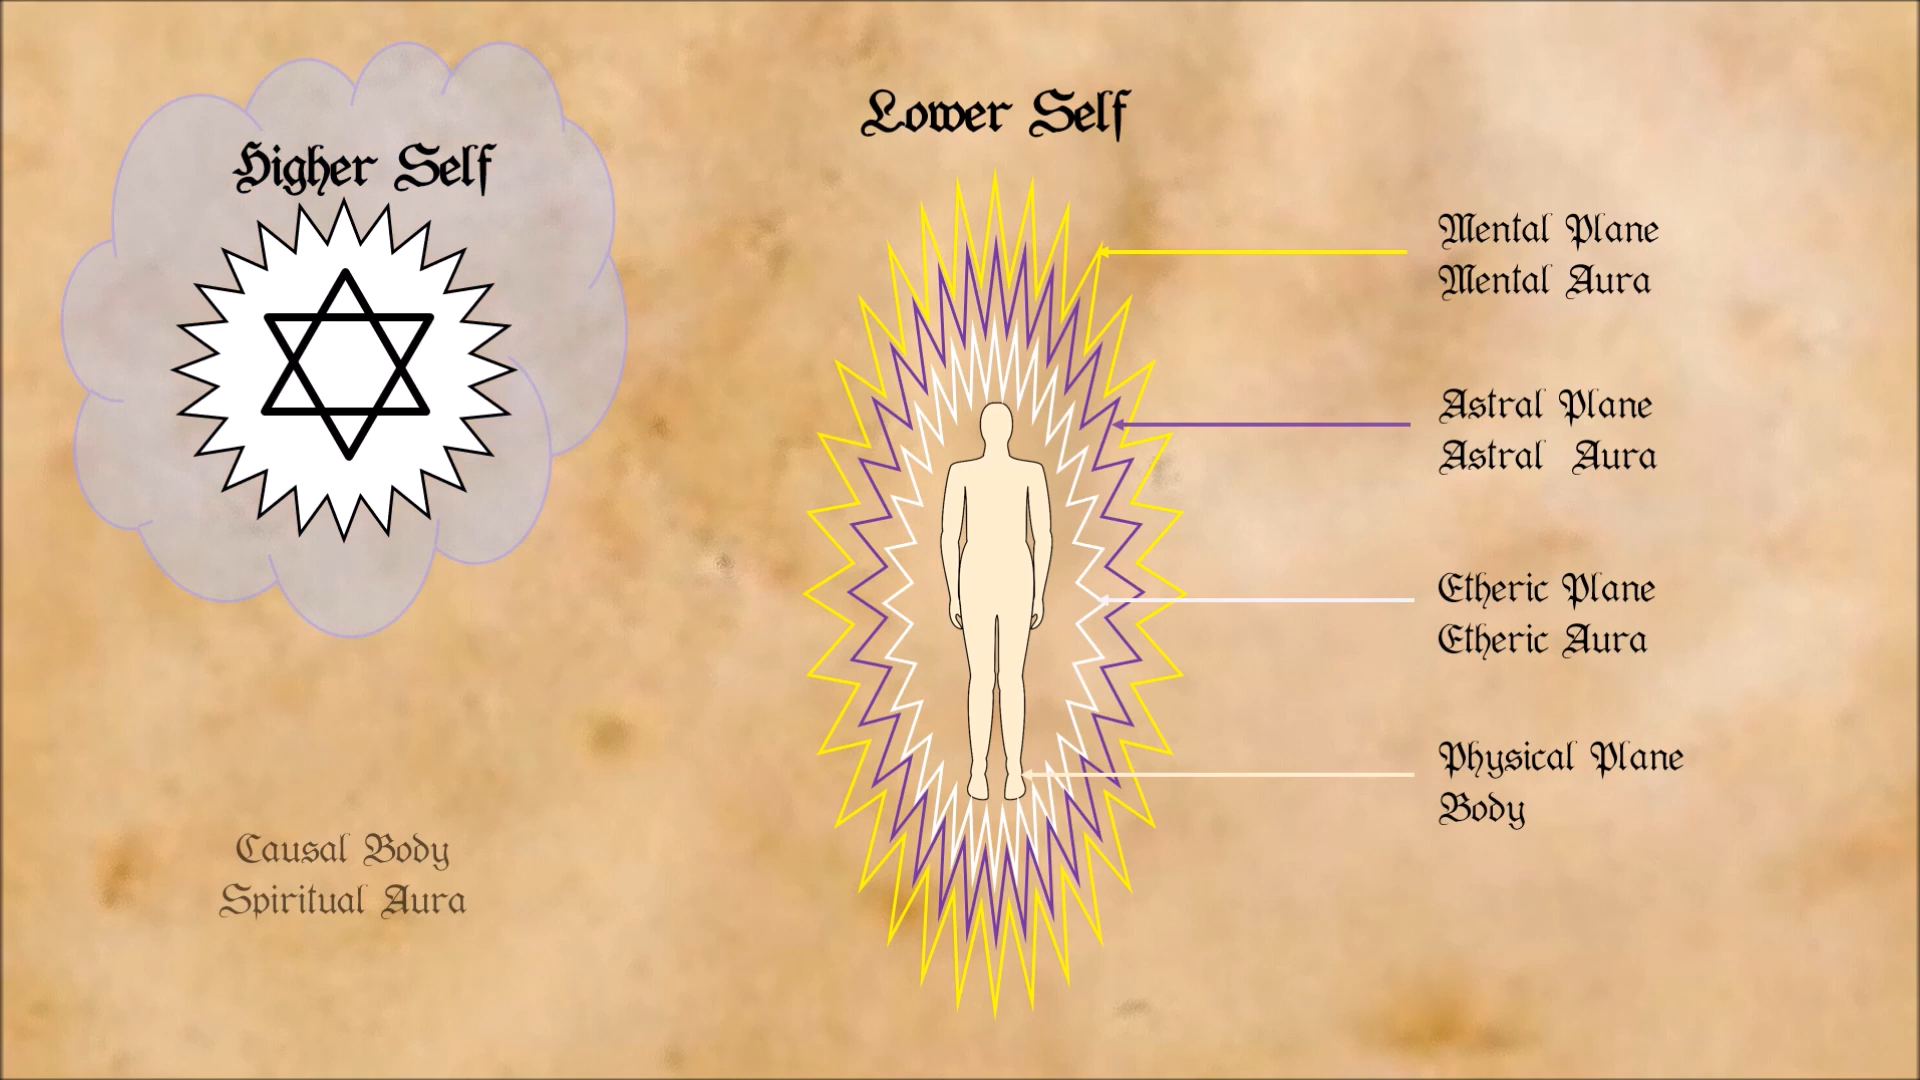 Higher Self
Lower Self
Mental Plane
Mental Aura
Astral Plane
Astral Aura
Etheric Plane
Etheric Aura
Physical Plane
Body
Causal Body
Spiritual Aura